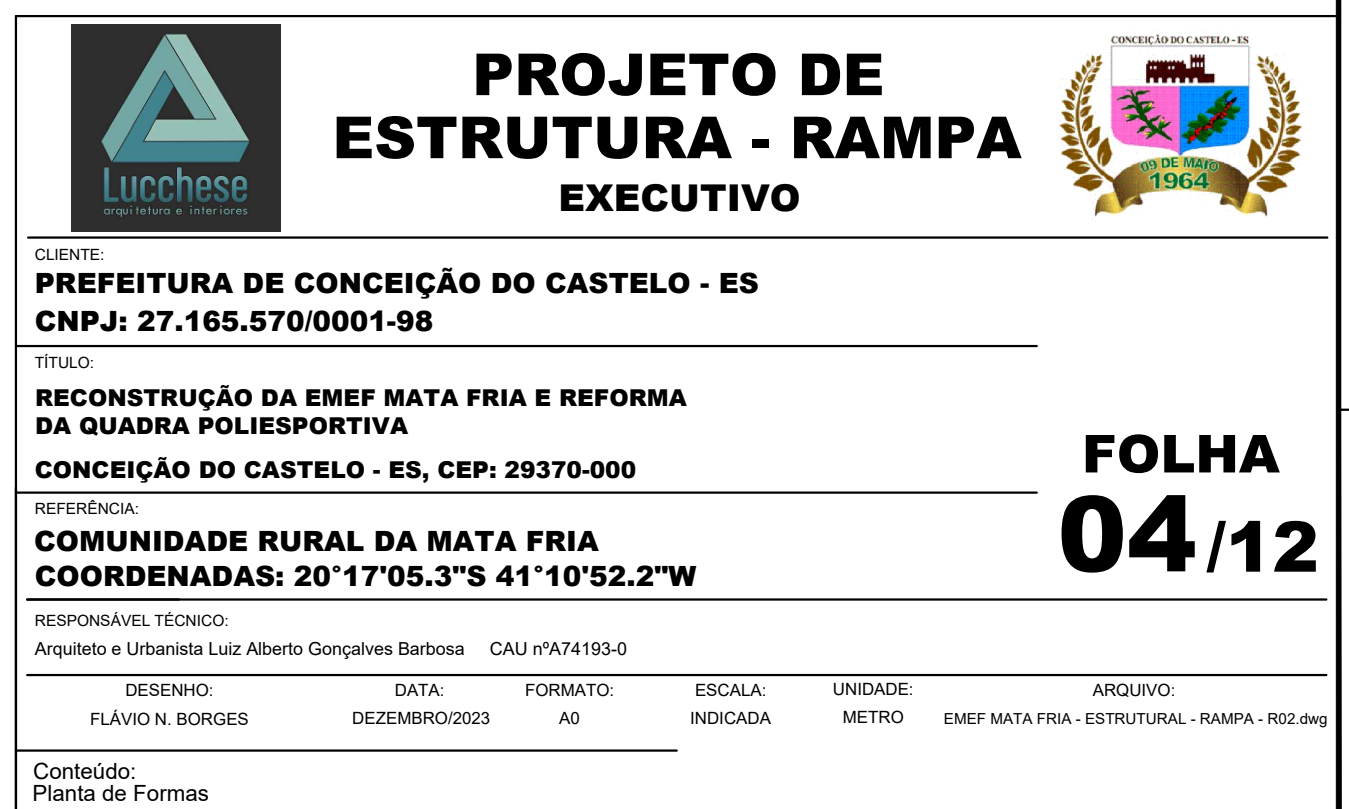 Lucchese
arquitetura e interiores
PROJETO DE
ESTRUTURA - RAMPA
EXECUTIVO
CONCEIÇÃO DO CASTELO - ES
09 DE MAIO
1964
CLIENTE:
PREFEITURA DE CONCEIÇÃO DO CASTELO - ES
CNPJ: 27.165.570/0001-98
TÍTULO:
RECONSTRUÇÃO DA EMEF MATA FRIA E REFORMA
DA QUADRA POLIESPORTIVA
CONCEIÇÃO DO CASTELO - ES, CEP: 29370-000
FOLHA
04/12
REFERÊNCIA:
COMUNIDADE RURAL DA MATA FRIA
COORDENADAS: 20°17'05.3"S 41°10'52.2"W
RESPONSÁVEL TÉCNICO:
Arquiteto e Urbanista Luiz Alberto Gonçalves Barbosa CAU nºA74193-0
DESENHO: DATA: FORMATO: ESCALA: UNIDADE: ARQUIVO:
FLÁVIO N. BORGES DEZEMBRO/2023 A0 INDICADA METRO EMEF MATA FRIA - ESTRUTURAL - RAMPA - R02.dwg
Conteúdo:
Planta de Formas